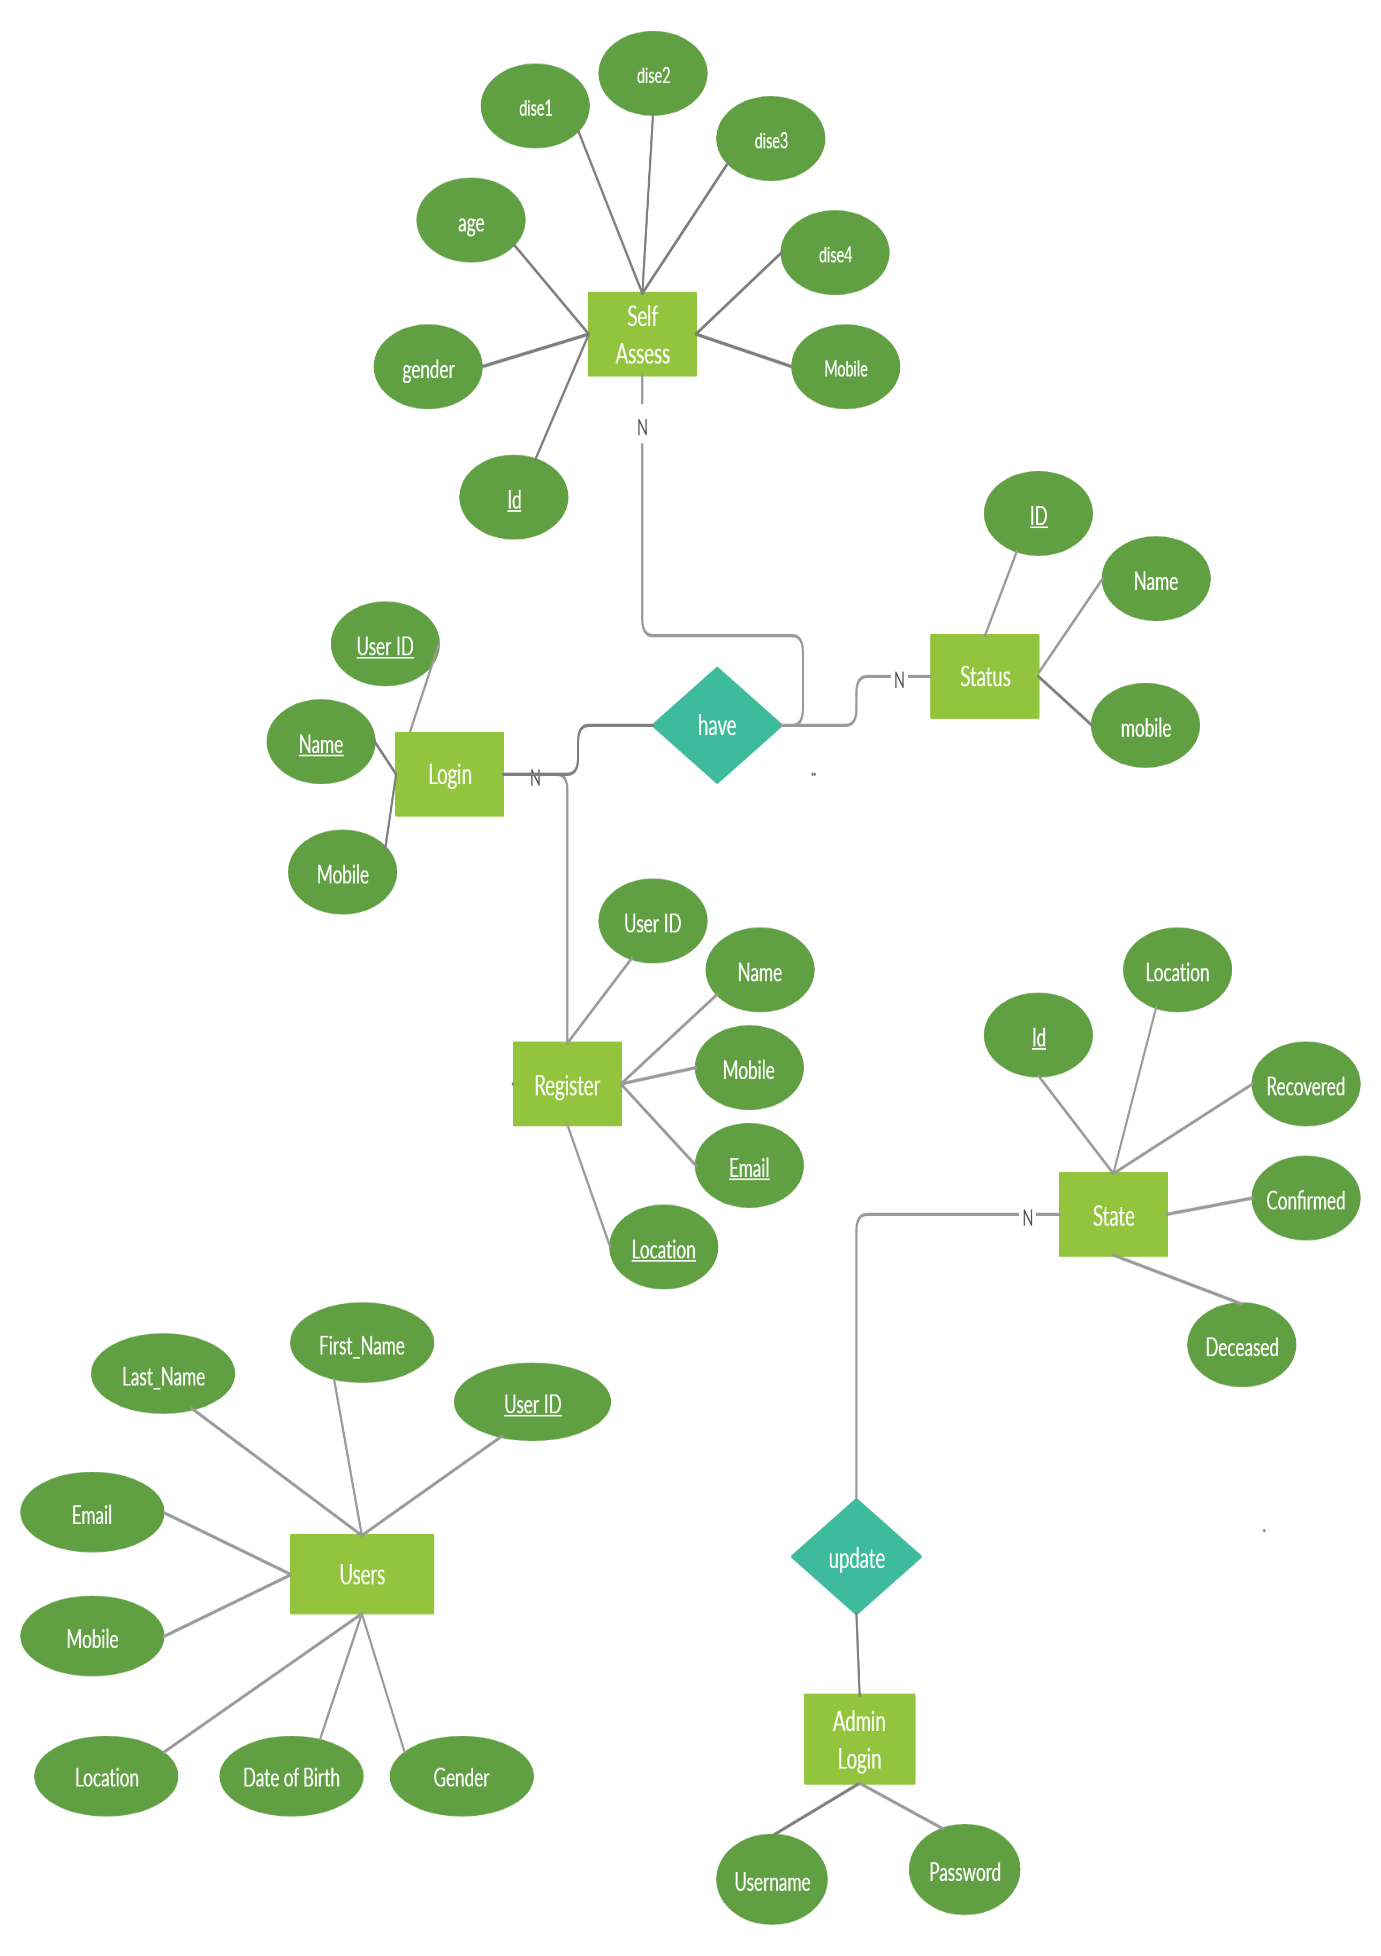 dise2
dise1
dise3
age
dise4
Self
Assess
gender
Mobile
N
Id
ID
Name
User ID
Status
N
mobile
have
Name
Login
N
Mobile
User ID
Name
Location
Id
Mobile
Register
Recovered
Email
Confirmed
State
N
Location
Deceased
First_Name
Last_Name
User ID
Email
update
Users
Mobile
Admin
Login
Location
Date of Birth
Gender
Username
Password